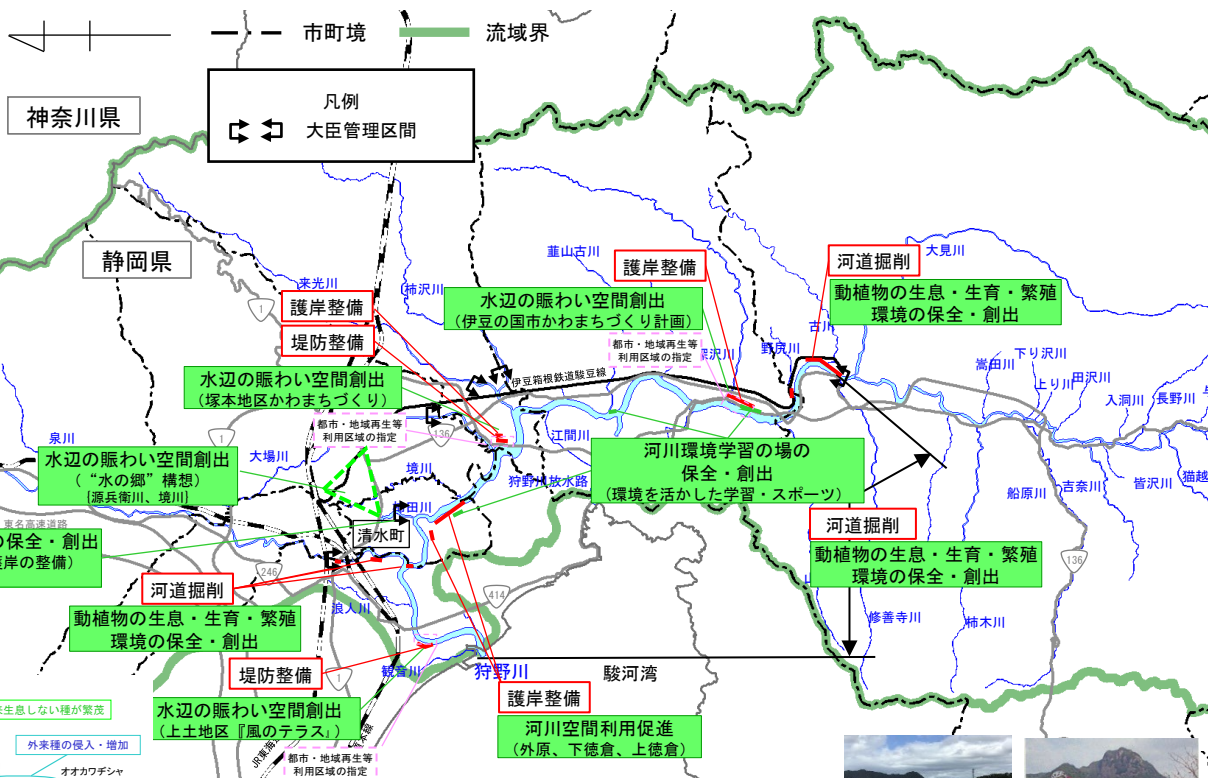 市町境
流域界
凡例
大臣管理区間
神奈川県
静岡県
来光川
柿沢川
韮山古川
大見川
古川
護岸整備
河道掘削
動植物の生息・生育・繁殖
環境の保全・創出
水辺の賑わい空間創出
（伊豆の国市かわまちづくり計画）
護岸整備
堤防整備
都市・地域再生等
利用区域の指定
深沢川
野尻川
伊豆箱根鉄道駿豆線
水辺の賑わい空間創出
（塚本地区かわまちづくり）
嵩田川
下り沢川
上り川
田沢川
入洞川
長野川
猫越
皆沢川
吉奈川
船原川
都市・地域再生等
利用区域の指定
1
1
136
泉川
大場川
境川
江間川
狩野川放水路
水辺の賑わい空間創出
（“水の郷”構想）
{源兵衛川、境川}
河川環境学習の場の
保全・創出
（環境を活かした学習・スポーツ）
田川
清水町
東名高速道路
の保全・創出
岸の整備）
246
414
136
河道掘削
動植物の生息・生育・繁殖
環境の保全・創出
河道掘削
動植物の生息・生育・繁殖
環境の保全・創出
浪人川
修善寺川
柿木川
堤防整備
1
観音川
狩野川
駿河湾
水辺の賑わい空間創出
（上土地区『風のテラス』）
護岸整備
河川空間利用促進
（外原、下徳倉、上徳倉）
都市・地域再生等
利用区域の指定
JR東海
生息しない種が繁茂
外来種の侵入・増加
オオカワヂシャ